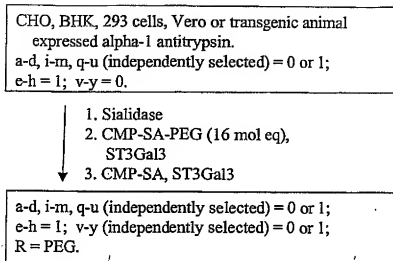 CHO, BHK, 293 cells, Vero or transgenic animal
expressed alpha-1 antitrypsin.
a-d, i-m, q-u (independently selected) = 0 or 1;
e-h = 1; v-y = 0.
1. Sialidase
2. CMP-SA-PEG (16 mol eq),
ST3Gal3
3. CMP-SA, ST3Gal3
a-d, i-m, q-u (independently selected) = 0 or 1;
e-h = 1; v-y (independently selected) = 0 or 1;
R = PEG.